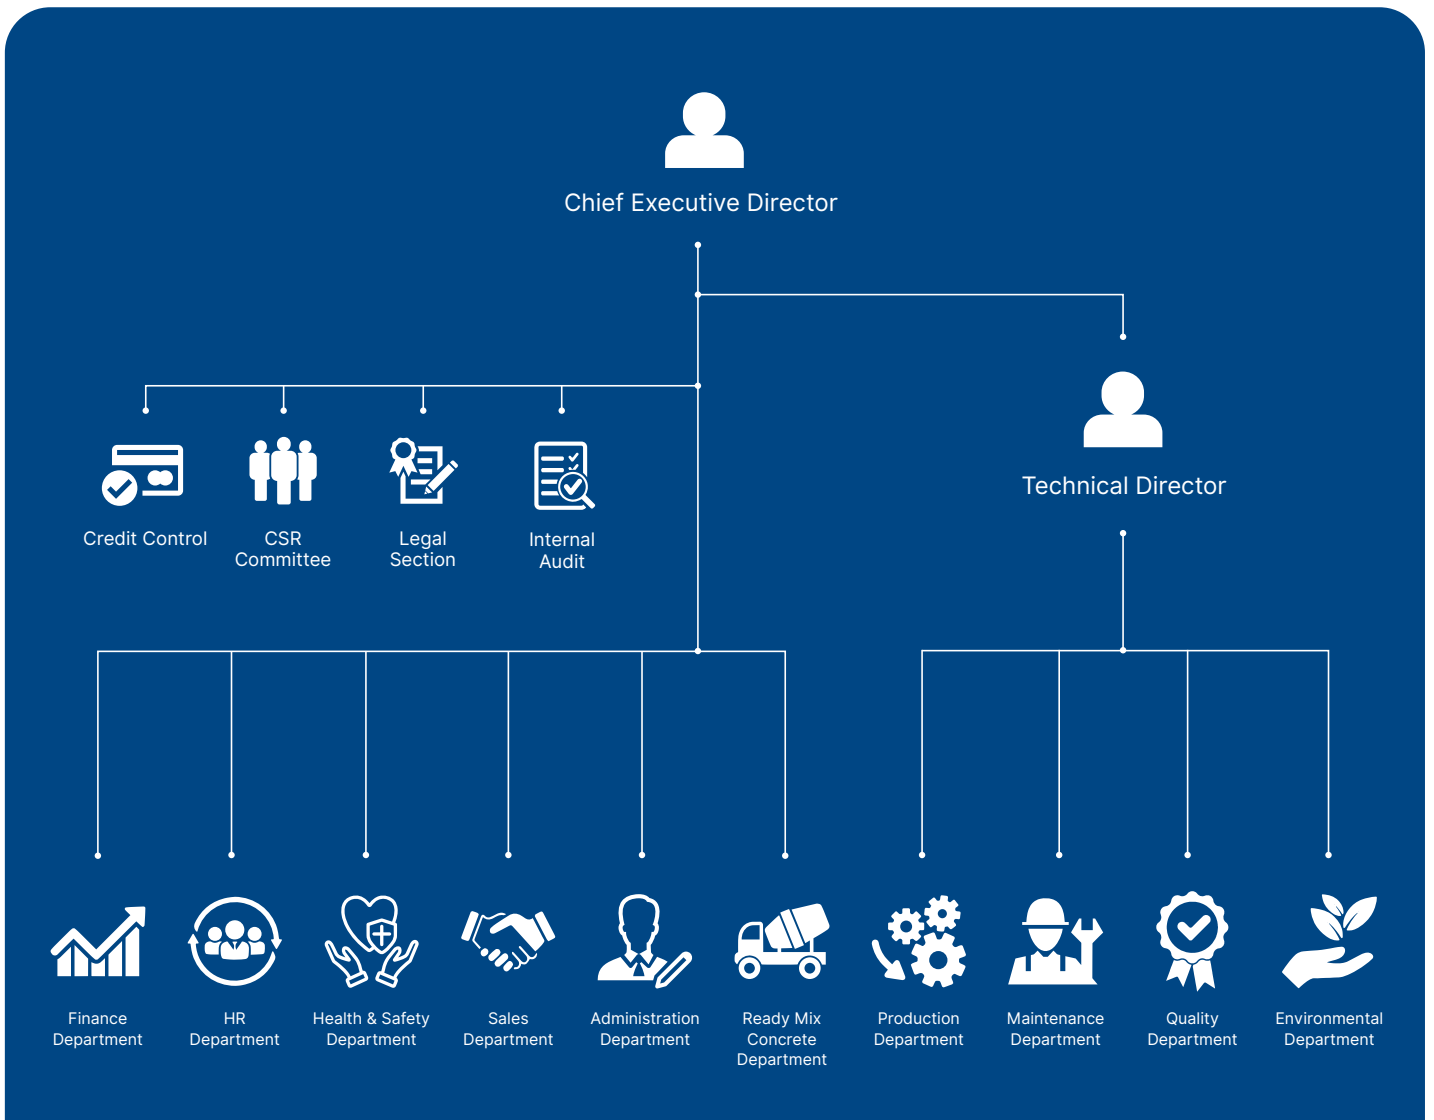 Chief Executive Director
Technical Director
Credit Control
CSR
Committee
Legal
Section
Internal
Audit
Finance
Department
HR
Department
Health & Safety
Department
Sales
Department
Administration
Department
Ready Mix
Concrete
Department
Production
Department
Maintenance
Department
Quality
Department
Environmental
Department